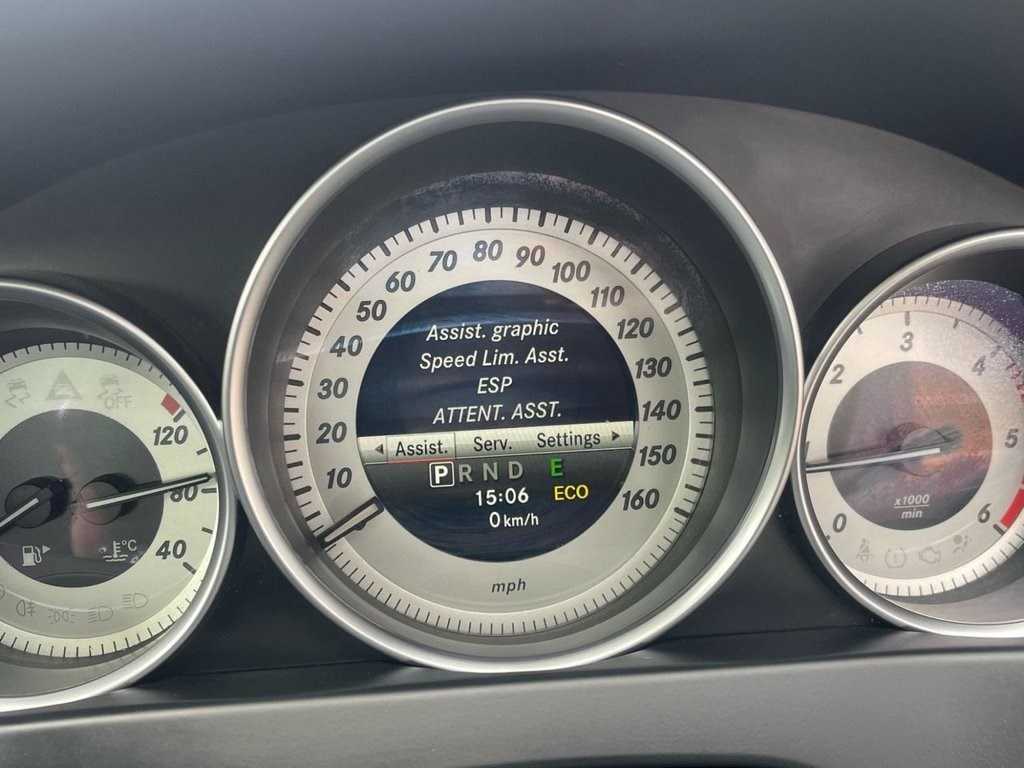 OFF
120
80
40
°C
10
20
30
40
50
60
70
80
90
100
110
120
130
140
150
160
mph
Assist. graphic
Speed Lim. Asst.
ESP
ATTENT. ASST.
Assist. Serv. Settings
P R N D E
15:06 ECO
0 km/h
0
2
3
4
5
6
x1000
min